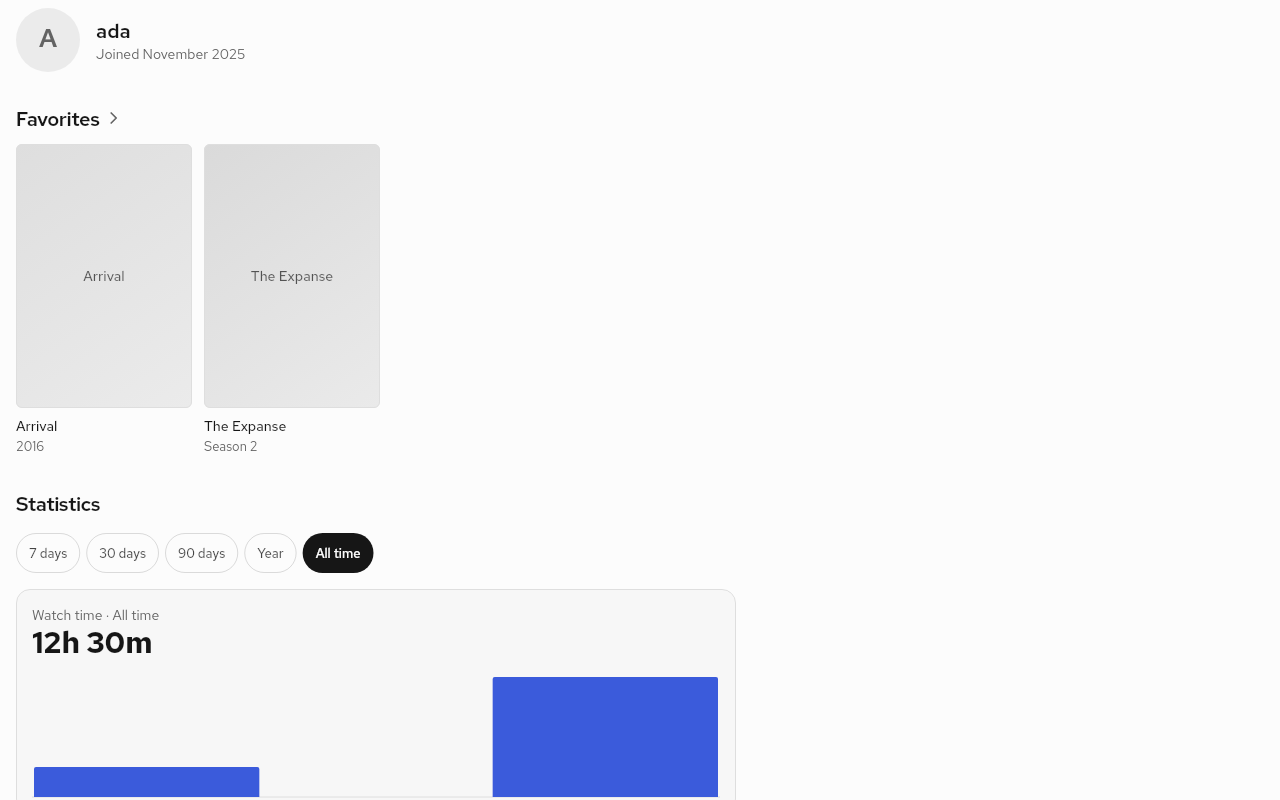 A
ada
Joined November 2025
Favorites
Arrival
The Expanse
Arrival
2016
The Expanse
Season 2
Statistics
7 days
30 days
90 days
Year
All time
Watch time · All time
12h 30m